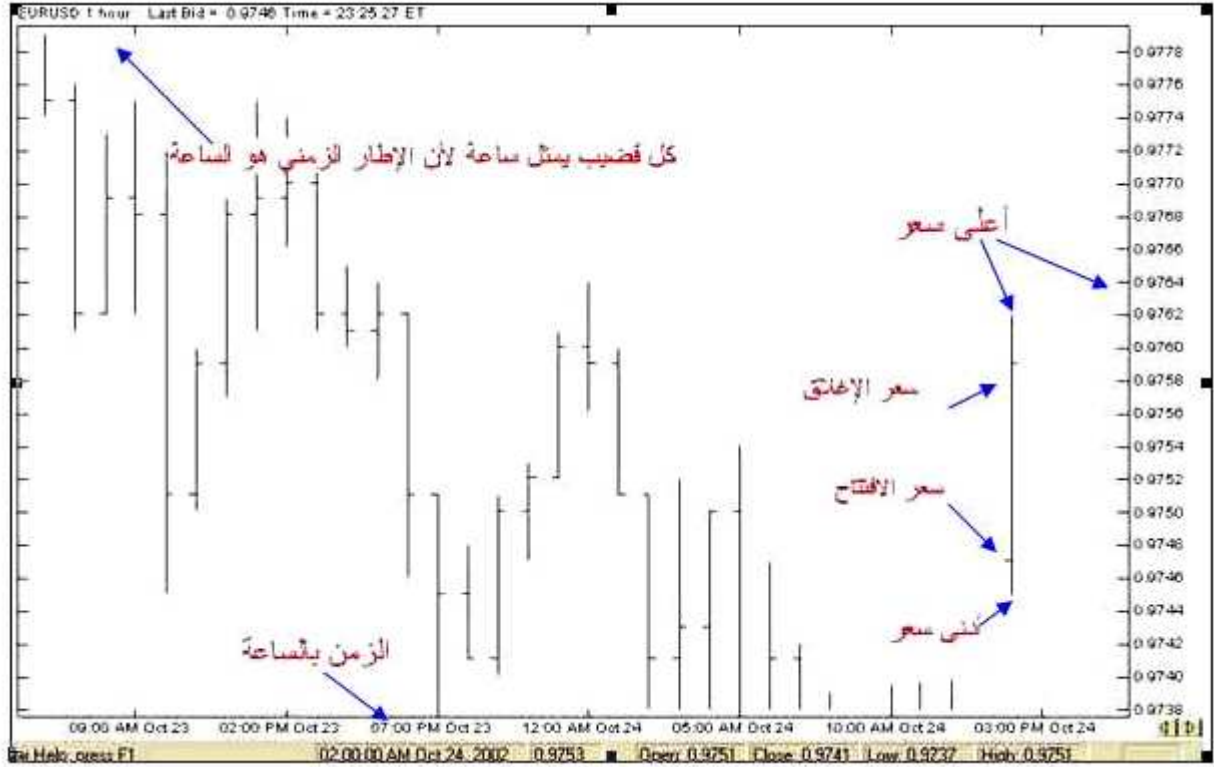 EURUSD 1 hour Last Bid = 0.9746 Time = 23:25:27 ET
كل قضيب يمثل ساعة لأن الإطار الزمني هو الساعة
أعلى سعر
سعر الإغلاق
سعر الافتتاح
أدنى سعر
الزمن بالساعة
0.9778
0.9776
0.9774
0.9772
0.9770
0.9768
0.9766
0.9764
0.9762
0.9760
0.9758
0.9756
0.9754
0.9752
0.9750
0.9748
0.9746
0.9744
0.9742
0.9740
0.9738
09:00 AM Oct 23 02:00 PM Oct 23 07:00 PM Oct 23 12:00 AM Oct 24 05:00 AM Oct 24 10:00 AM Oct 24 03:00 PM Oct 24
For Help, press F1 02:00:00 AM Oct 24, 2002 0.9753 Open: 0.9751 Close: 0.9741 Low: 0.9737 High: 0.9751